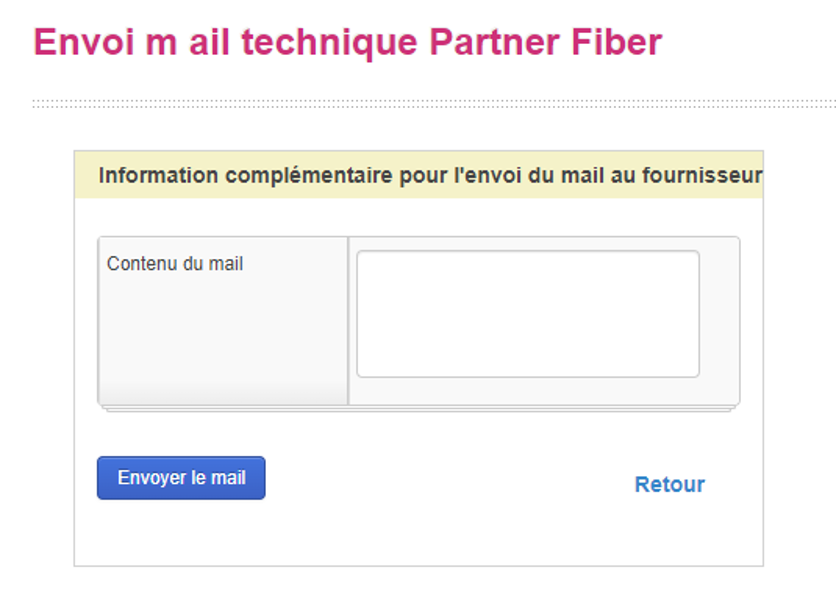 Envoi m ail technique Partner Fiber
Information complémentaire pour l'envoi du mail au fournisseur
Contenu du mail
Envoyer le mail
Retour